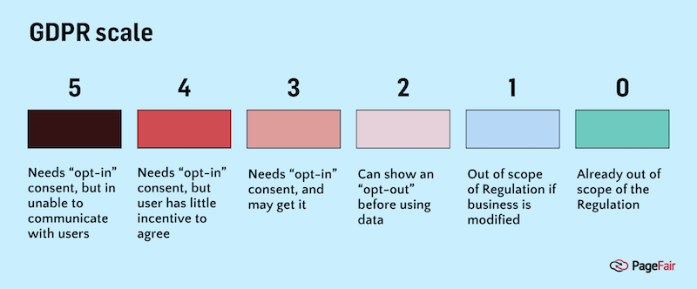 GDPR scale
5
4
3
2
1
0
Needs “opt-in”
consent, but in
unable to
communicate
with users
Needs “opt-in”
consent, but
user has little
incentive to
agree
Needs “opt-in”
consent, and
may get it
Can show an
“opt-out”
before using
data
Out of scope
of Regulation if
business is
modified
Already out of
scope of the
Regulation
PageFair